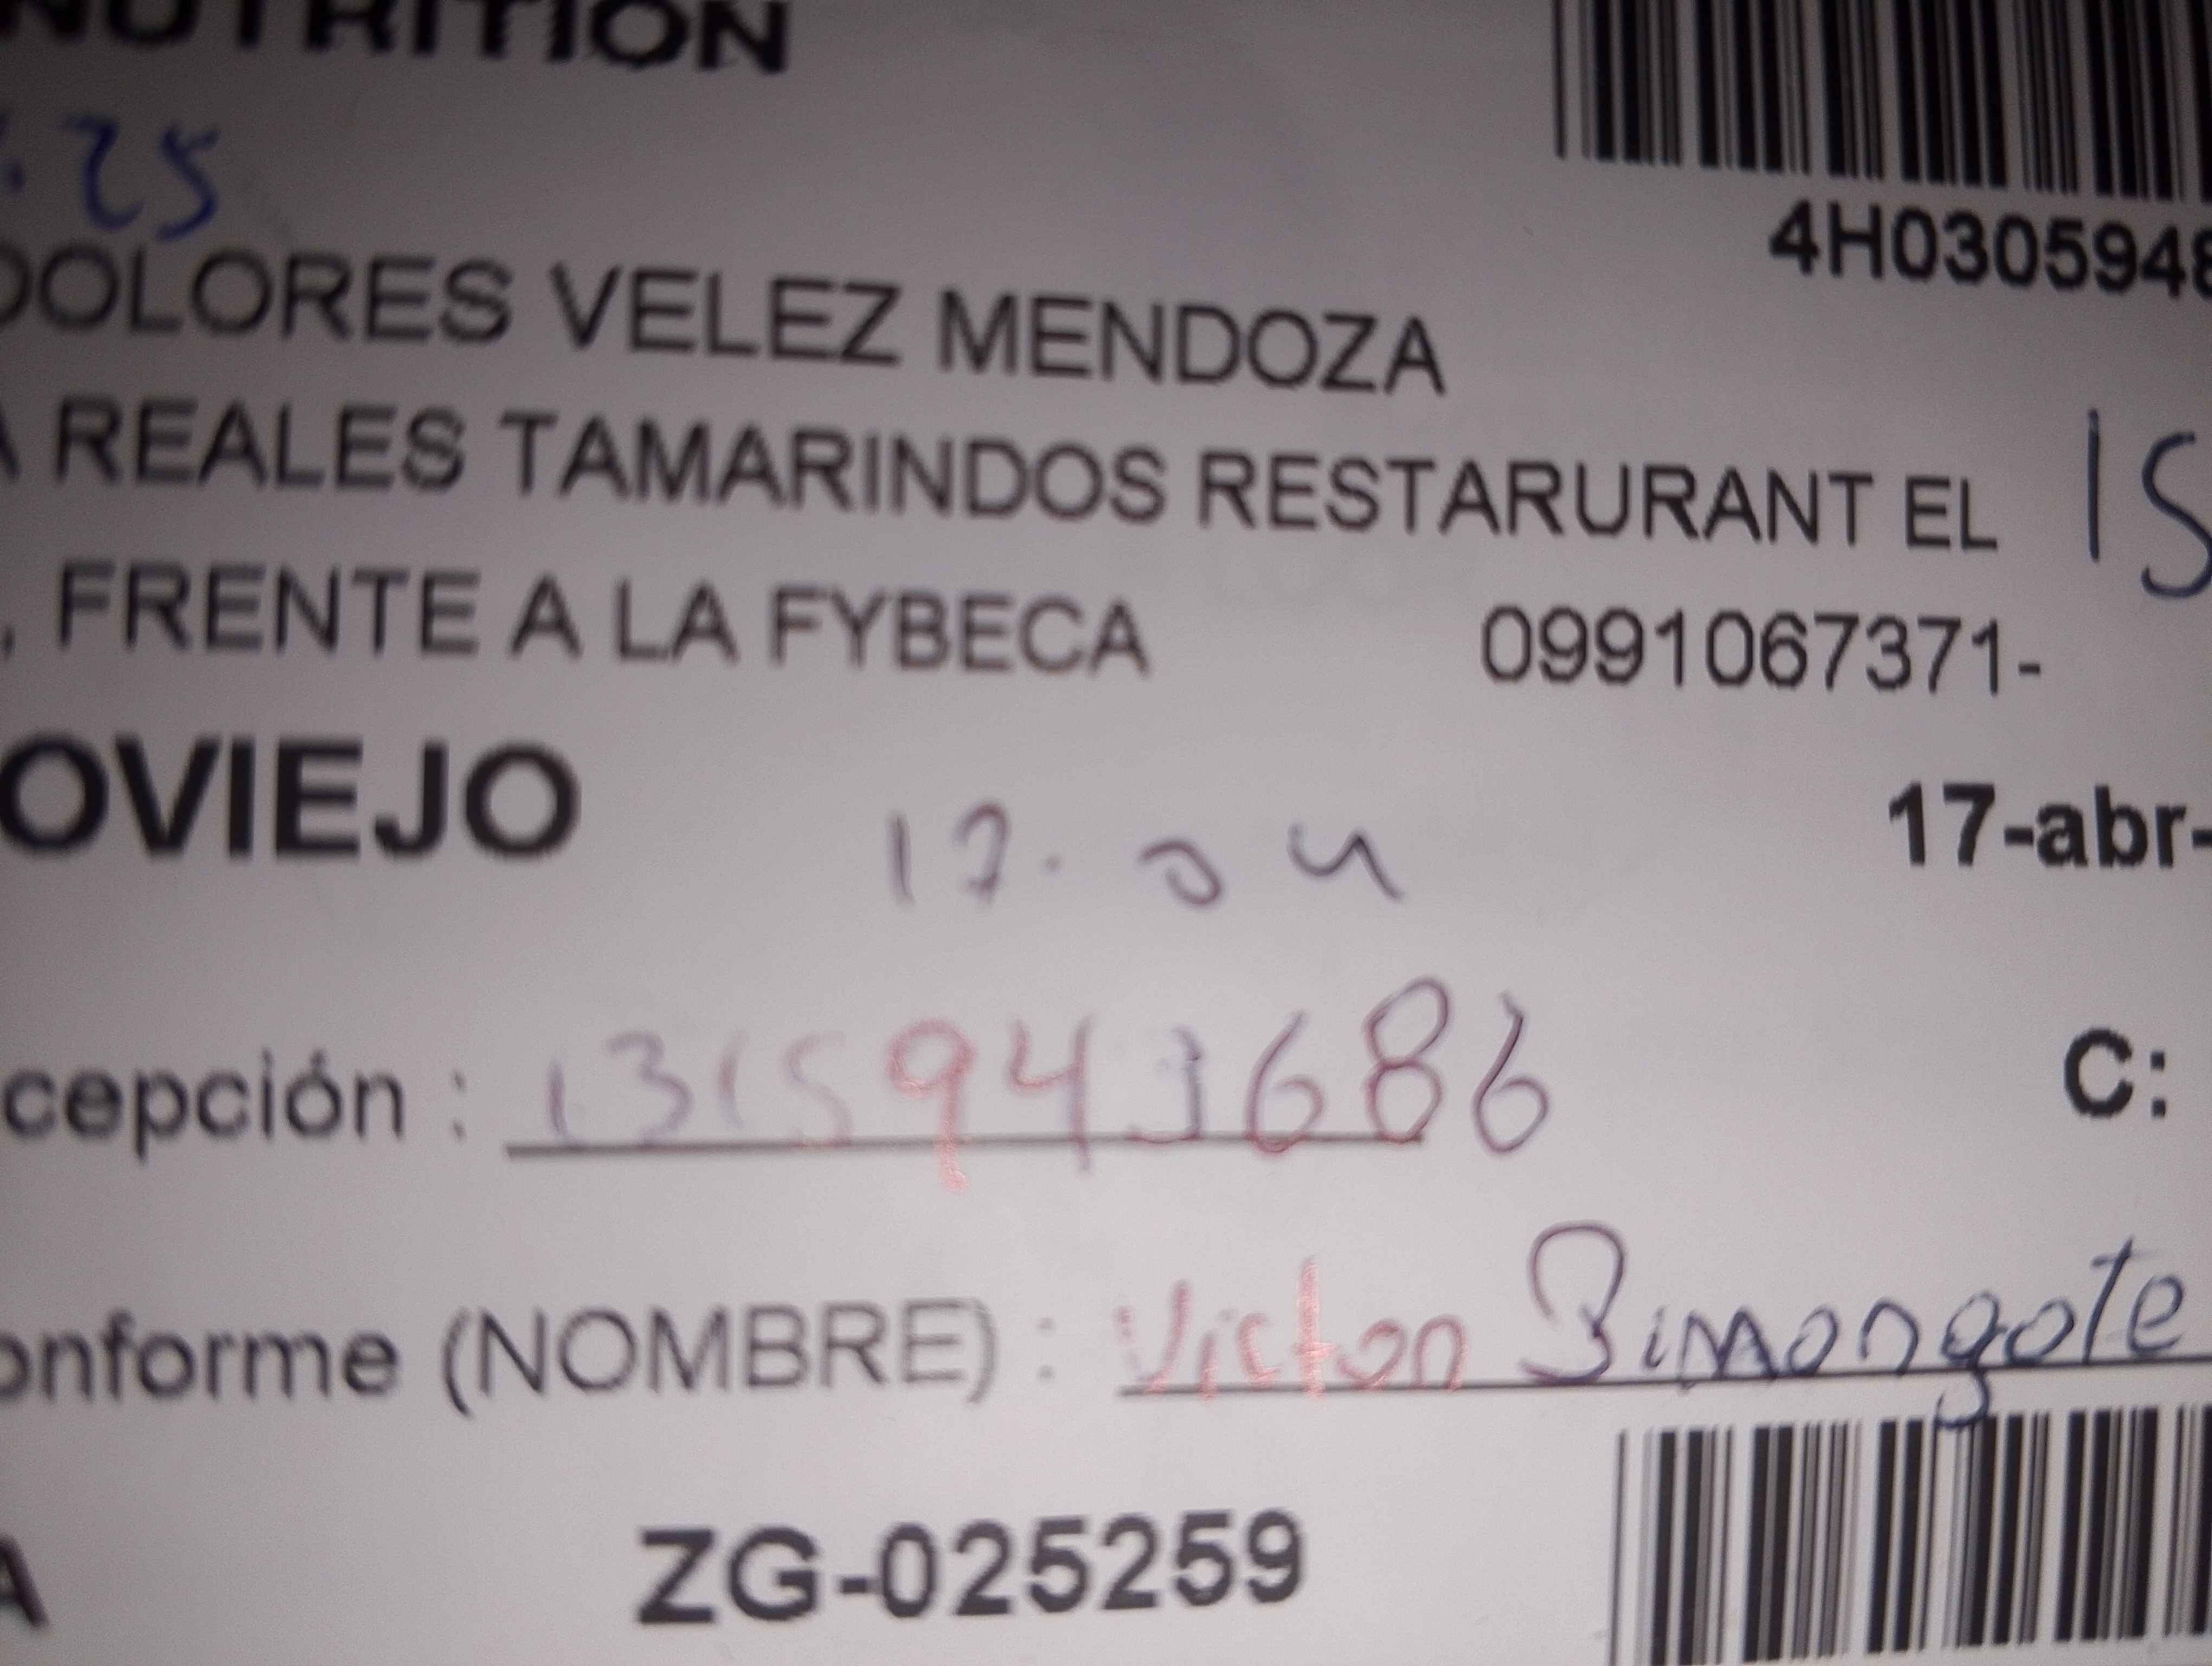 NUTRITION
.25
4H0305948
DOLORES VELEZ MENDOZA
A REALES TAMARINDOS RESTARURANT EL 15
, FRENTE A LA FYBECA 0991067371-
OVIEJO 17.04 17-abr-
cepción : 1315943686 C:
onforme (NOMBRE) : Victor Bimongote
A ZG-025259